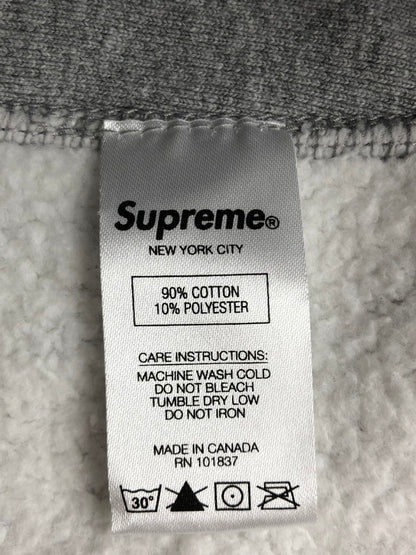 Supreme®
NEW YORK CITY
90% COTTON
10% POLYESTER
CARE INSTRUCTIONS:
MACHINE WASH COLD
DO NOT BLEACH
TUMBLE DRY LOW
DO NOT IRON
MADE IN CANADA
RN 101837
30°